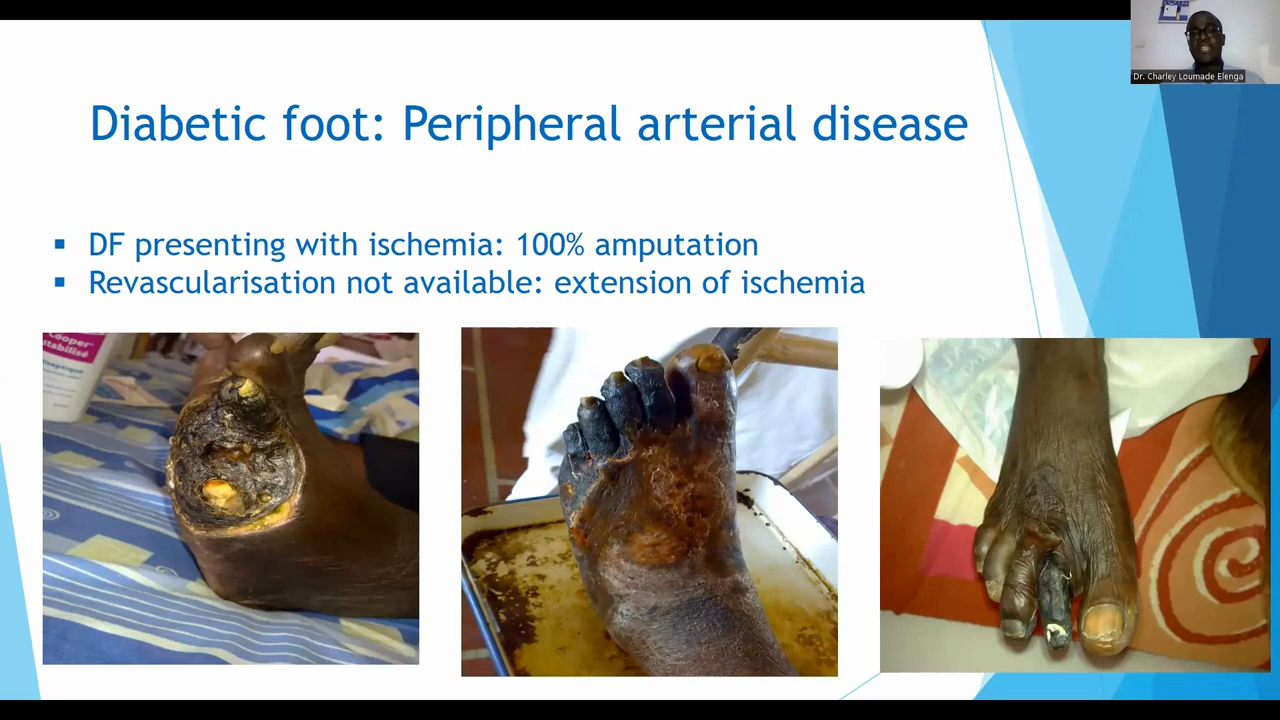 Dr. Charley Loumade Elenga
Diabetic foot: Peripheral arterial disease
▪ DF presenting with ischemia: 100% amputation
▪ Revascularisation not available: extension of ischemia
Cooper
stabilisé